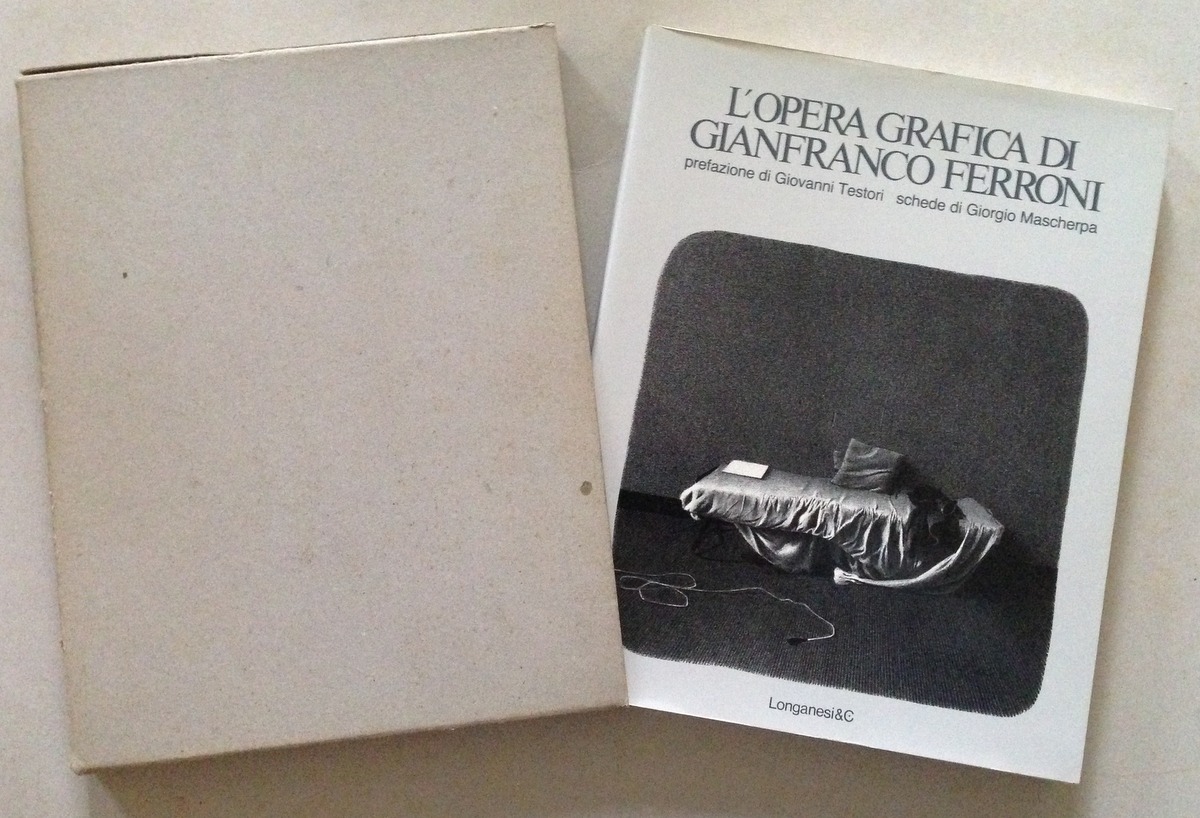 L'OPERA GRAFICA DI
GIANFRANCO FERRONI
prefazione di Giovanni Testori schede di Giorgio Mascherpa
Longanesi&C